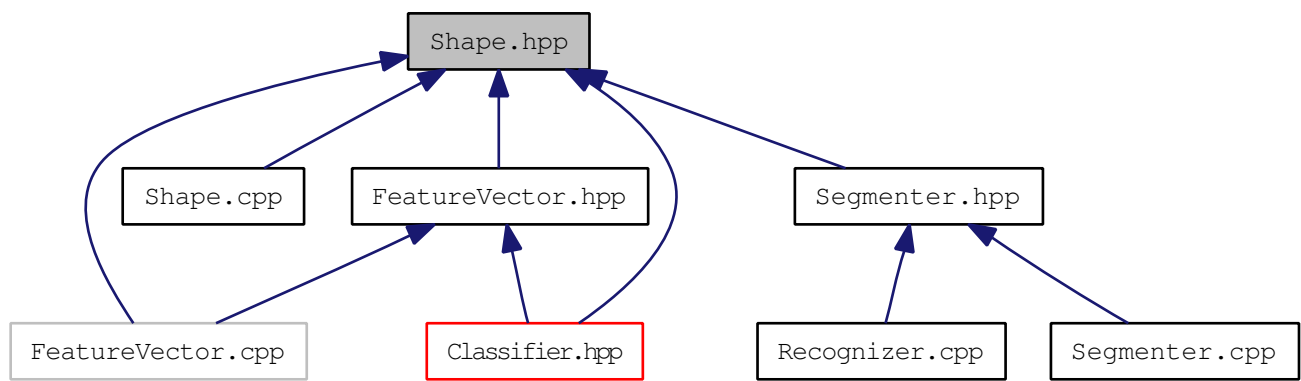 Shape.hpp
Shape.cpp
FeatureVector.hpp
Segmenter.hpp
FeatureVector.cpp
Classifier.hpp
Recognizer.cpp
Segmenter.cpp